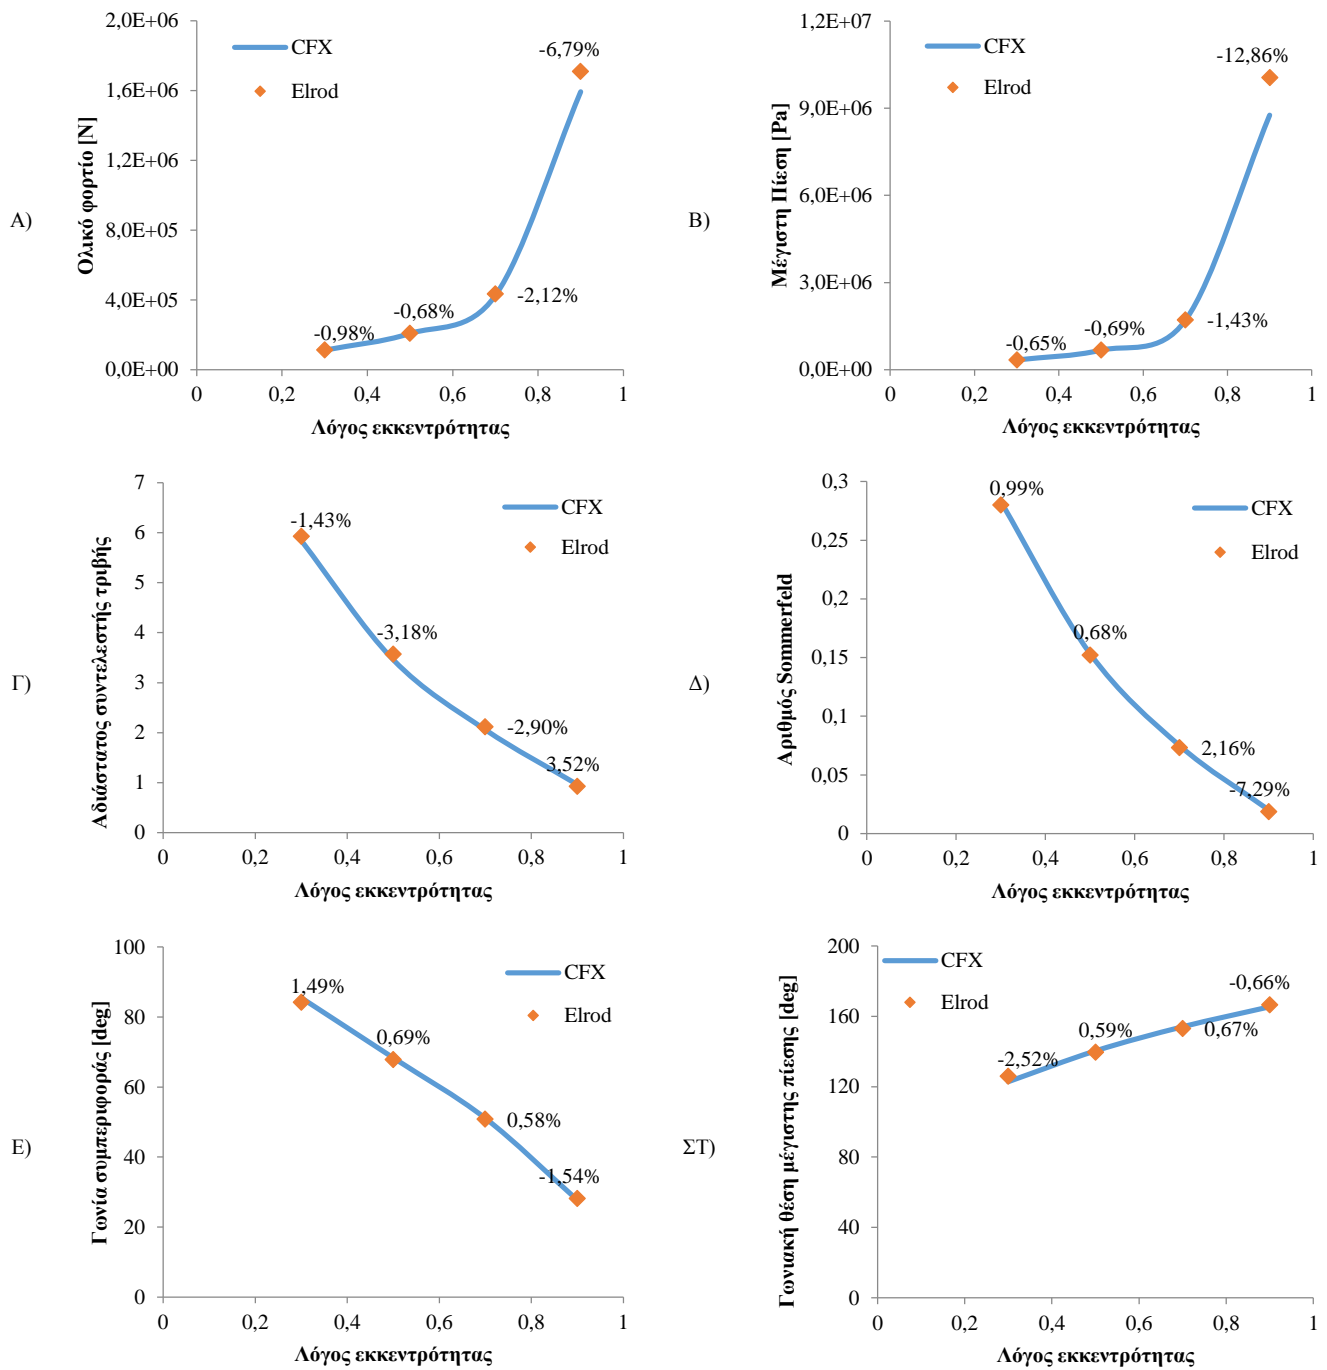 Α)
2,0E+06
1,6E+06
1,2E+06
8,0E+05
4,0E+05
0,0E+00
Ολικό φορτίο [N]
CFX
Elrod
-6,79%
-2,12%
-0,68%
-0,98%
0 0,2 0,4 0,6 0,8 1
Λόγος εκκεντρότητας
Β)
1,2E+07
9,0E+06
6,0E+06
3,0E+06
0,0E+00
Μέγιστη Πίεση [Pa]
CFX
Elrod
-12,86%
-1,43%
-0,69%
-0,65%
0 0,2 0,4 0,6 0,8 1
Λόγος εκκεντρότητας
Γ)
7
6
5
4
3
2
1
0
Αδιάστατος συντελεστής τριβής
CFX
Elrod
-1,43%
-3,18%
-2,90%
3,52%
0 0,2 0,4 0,6 0,8 1
Λόγος εκκεντρότητας
Δ)
0,3
0,25
0,2
0,15
0,1
0,05
0
Αριθμός Sommerfeld
CFX
Elrod
0,99%
0,68%
2,16%
-7,29%
0 0,2 0,4 0,6 0,8 1
Λόγος εκκεντρότητας
Ε)
100
80
60
40
20
0
Γωνία συμπεριφοράς [deg]
CFX
Elrod
1,49%
0,69%
0,58%
-1,54%
0 0,2 0,4 0,6 0,8 1
Λόγος εκκεντρότητας
ΣΤ)
200
160
120
80
40
0
Γωνιακή θέση μέγιστης πίεσης [deg]
CFX
Elrod
-0,66%
0,67%
0,59%
-2,52%
0 0,2 0,4 0,6 0,8 1
Λόγος εκκεντρότητας